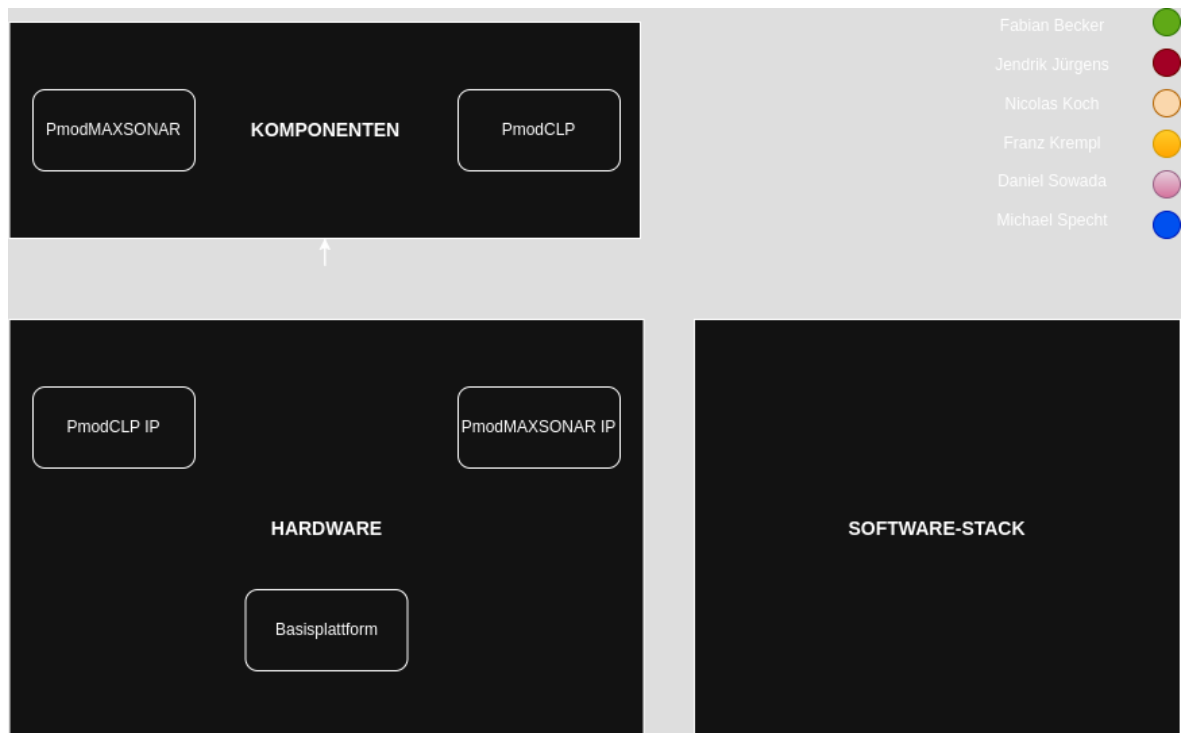 Fabian Becker
Jendrik Jürgens
Nicolas Koch
Franz Krempl
Daniel Sowada
Michael Specht
PmodMAXSONAR
KOMPONENTEN
PmodCLP
PmodCLP IP
PmodMAXSONAR IP
HARDWARE
Basisplattform
SOFTWARE-STACK